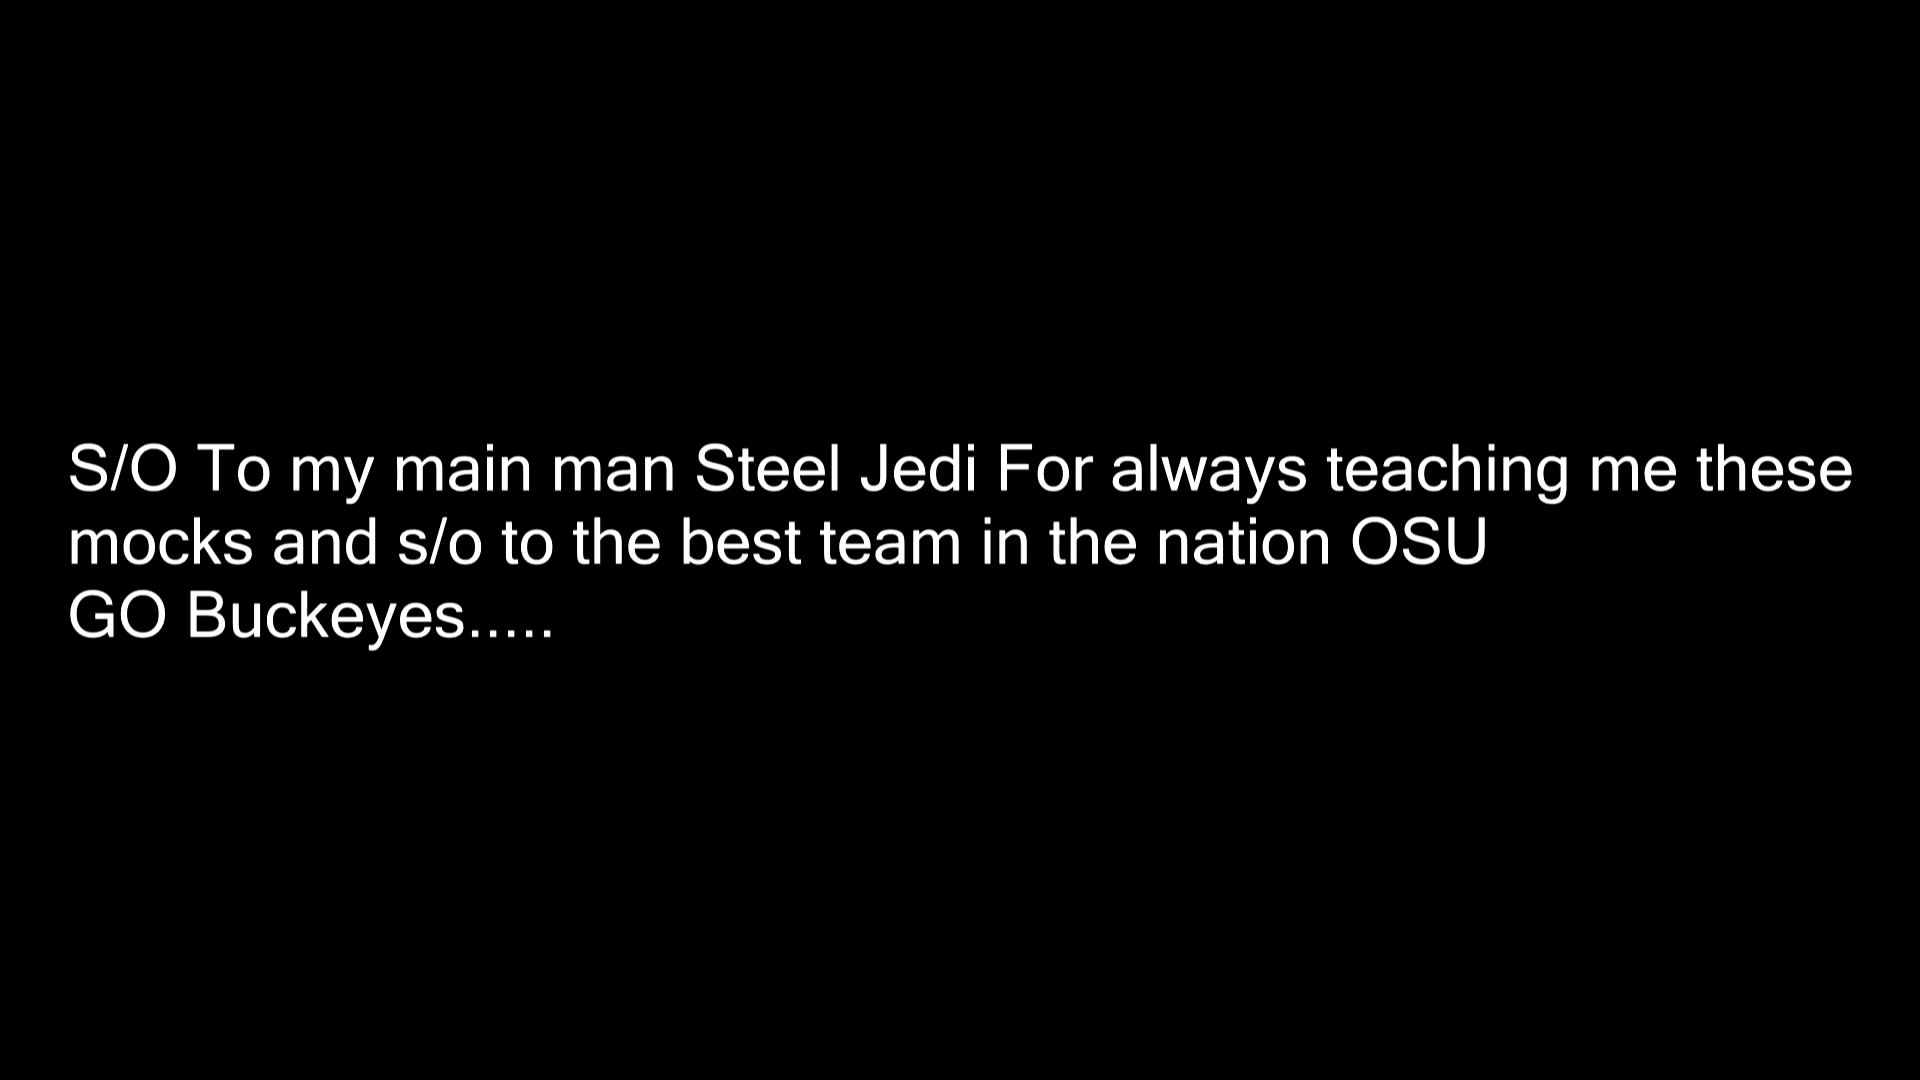 S/O To my main man Steel Jedi For always teaching me these
mocks and s/o to the best team in the nation OSU
GO Buckeyes.....